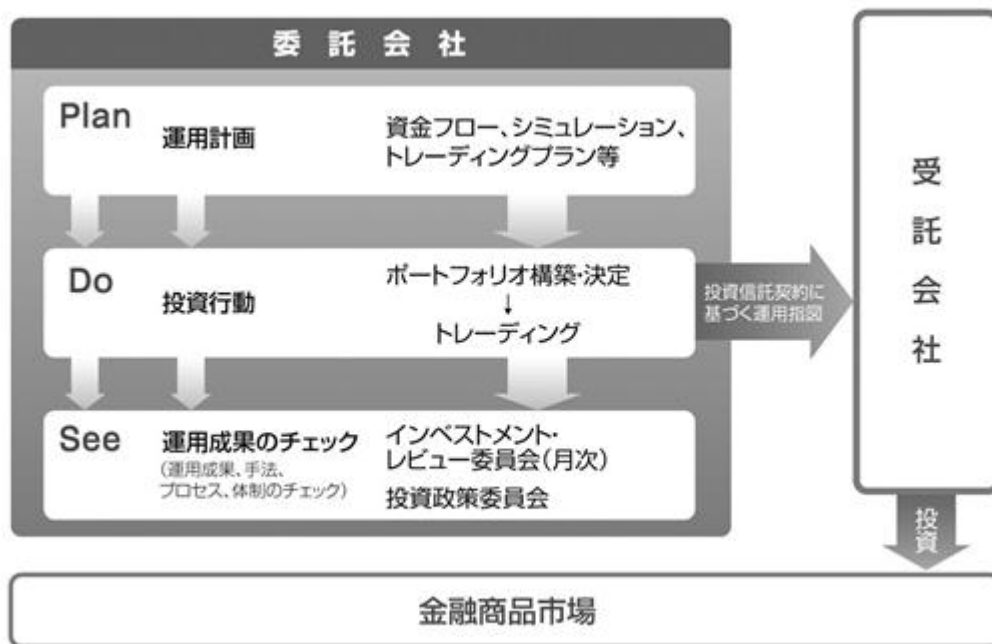 委託会社
Plan
運用計画
資金フロー、シミュレーション、
トレーディングプラン等
Do
投資行動
ポートフォリオ構築・決定
↓
トレーディング
See
運用成果のチェック
(運用成果、手法、
プロセス、体制のチェック)
インベストメント・
レビュー委員会(月次)
投資政策委員会
投資信託契約に
基づく運用指図
受託会社
投資
金融商品市場